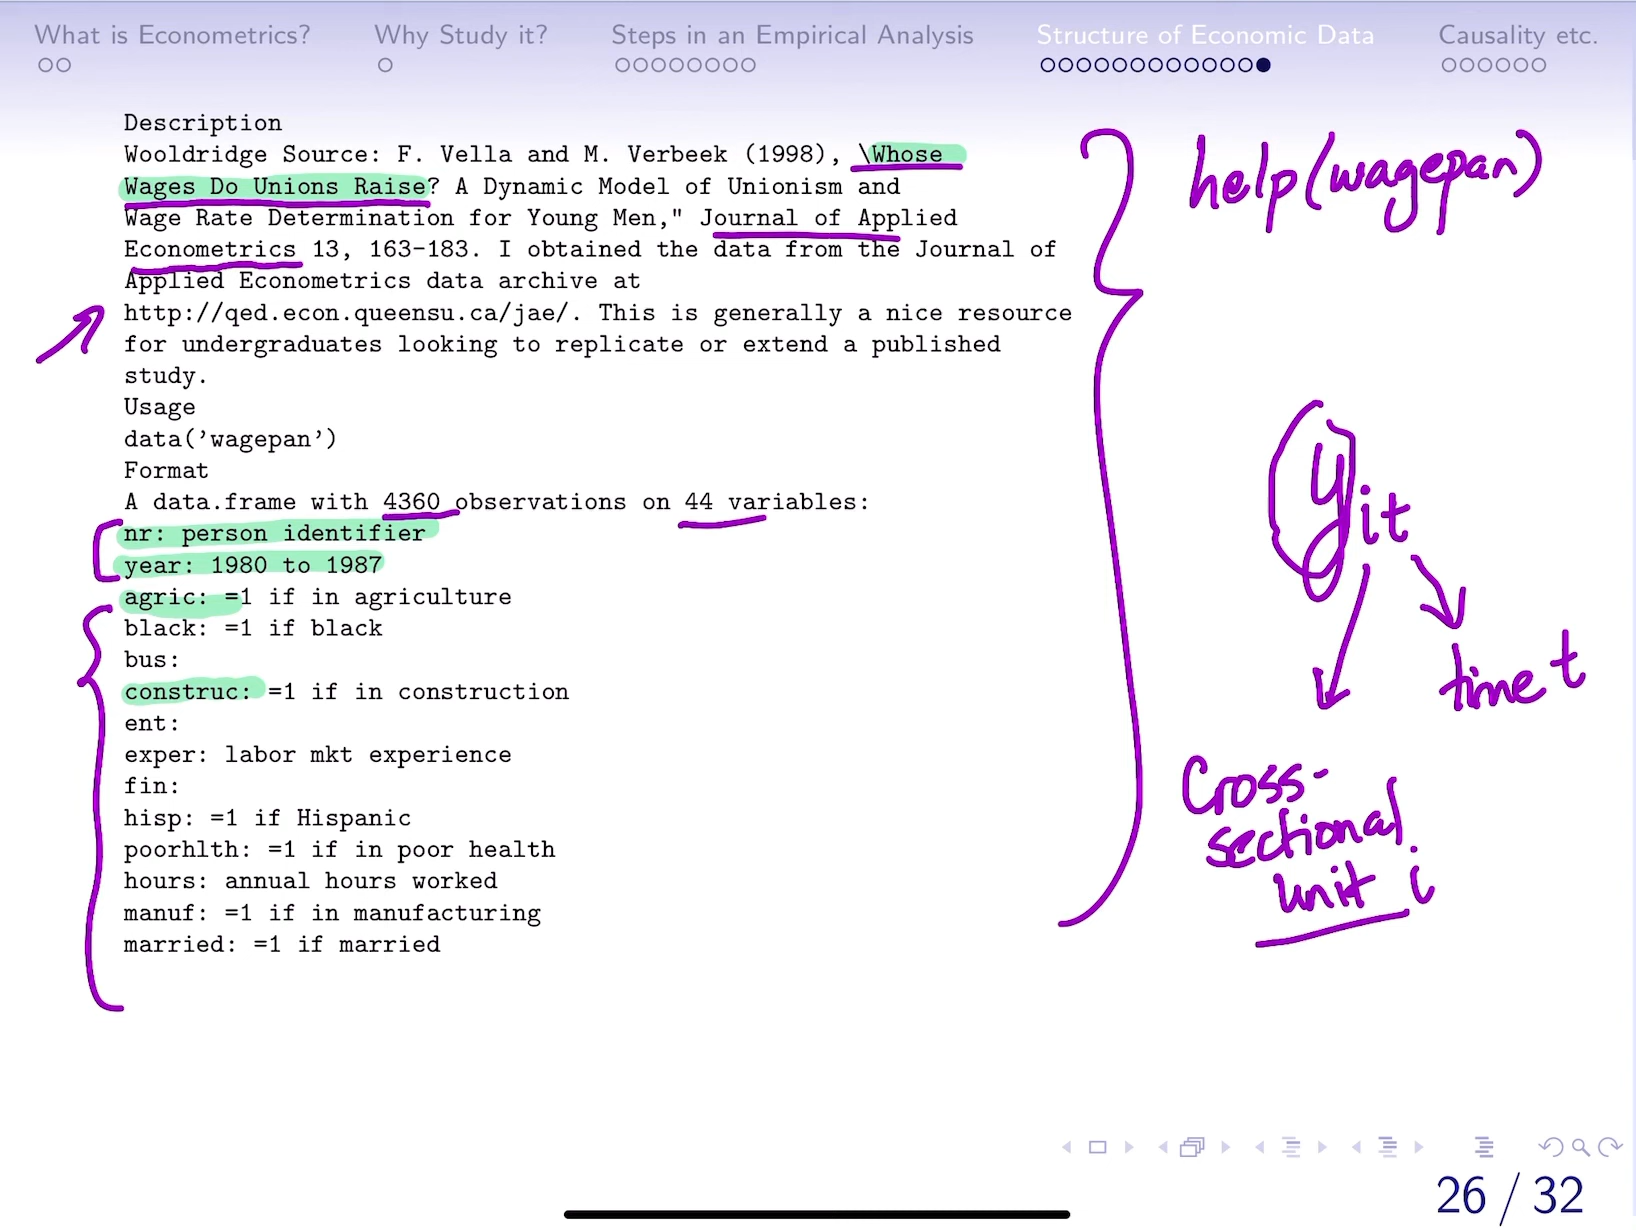 What is Econometrics? Why Study it? Steps in an Empirical Analysis Structure of Economic Data Causality etc.
Description
Wooldridge Source: F. Vella and M. Verbeek (1998), \Whose
Wages Do Unions Raise? A Dynamic Model of Unionism and
Wage Rate Determination for Young Men," Journal of Applied
Econometrics 13, 163-183. I obtained the data from the Journal of
Applied Econometrics data archive at
http://qed.econ.queensu.ca/jae/. This is generally a nice resource
for undergraduates looking to replicate or extend a published
study.
Usage
data('wagepan')
Format
A data.frame with 4360 observations on 44 variables:
nr: person identifier
year: 1980 to 1987
agric: =1 if in agriculture
black: =1 if black
bus:
construc: =1 if in construction
ent:
exper: labor mkt experience
fin:
hisp: =1 if Hispanic
poorhlth: =1 if in poor health
hours: annual hours worked
manuf: =1 if in manufacturing
married: =1 if married
help(wagepan)
yit
time t
Cross-
sectional
unit i
26 / 32